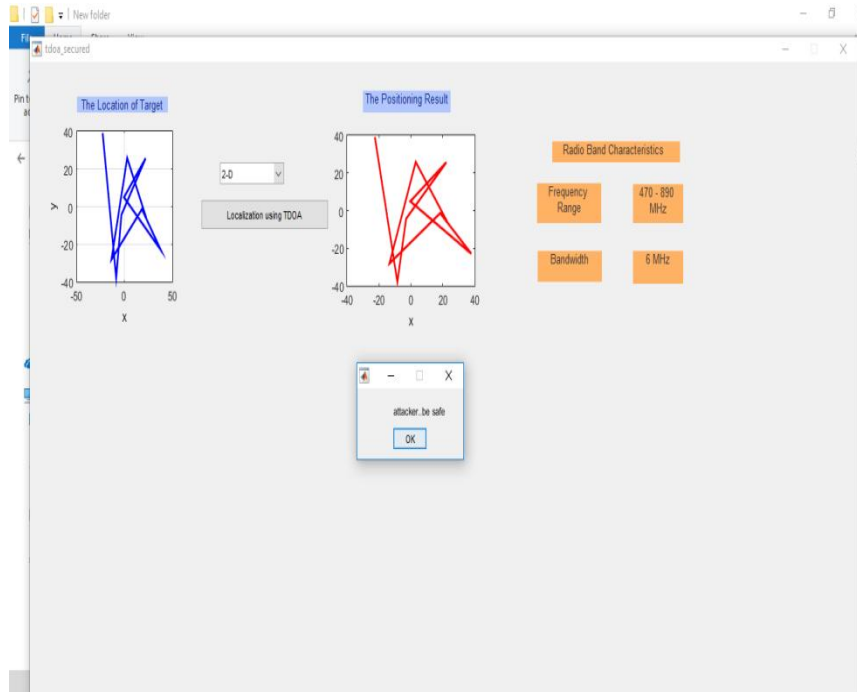 New folder
tdoa_secured
The Location of Target
40
20
0
-20
-40
y
-50 0 50
x
2-D
Localization using TDOA
The Positioning Result
40
20
0
-20
-40
-40 -20 0 20 40
x
Radio Band Characteristics
Frequency
Range
470 - 890
MHz
Bandwidth
6 MHz
attacker..be safe
OK